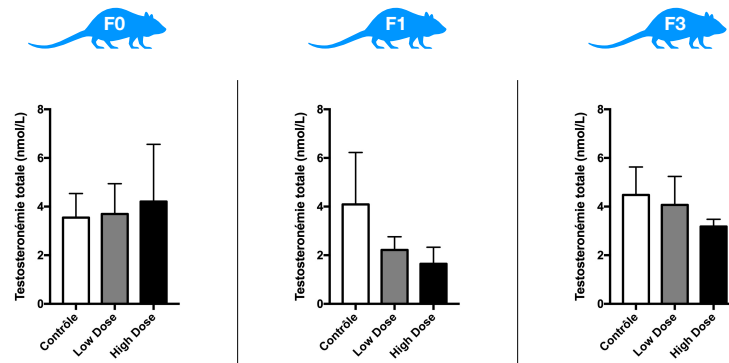 F0
F1
F3
Testosteronémie totale (nmol/L)
8
6
4
2
0
Contrôle
Low Dose
High Dose
Testosteronémie totale (nmol/L)
8
6
4
2
0
Contrôle
Low Dose
High Dose
Testosteronémie totale (nmol/L)
8
6
4
2
0
Contrôle
Low Dose
High Dose